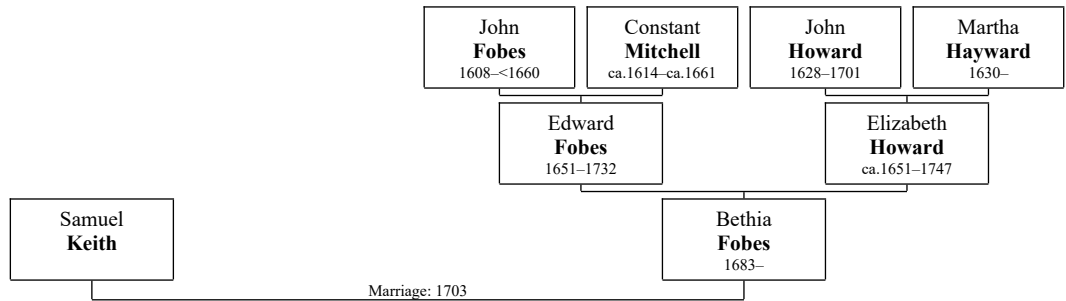 John
Fobes
1608–<1660
Constant
Mitchell
ca.1614–ca.1661
John
Howard
1628–1701
Martha
Hayward
1630–
Edward
Fobes
1651–1732
Elizabeth
Howard
ca.1651–1747
Samuel
Keith
Bethia
Fobes
1683–
Marriage: 1703